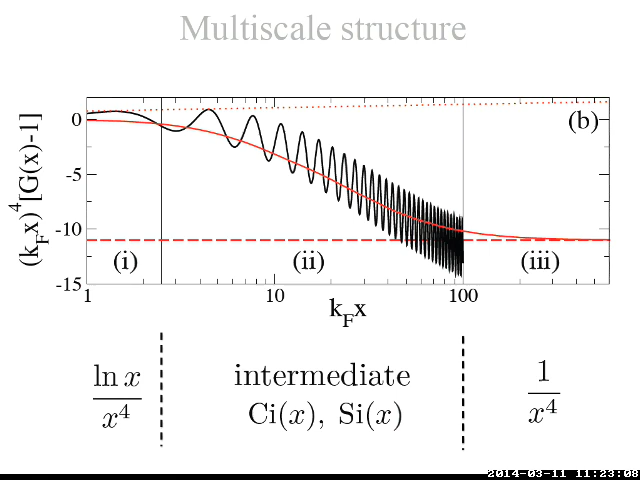 Multiscale structure
(k_F x)^4 [G(x)-1]
0
-5
-10
-15
(b)
(i) (ii) (iii)
1 10 100
k_F x
ln x / x^4
intermediate
Ci(x), Si(x)
1 / x^4
2014-03-11 11:23:08